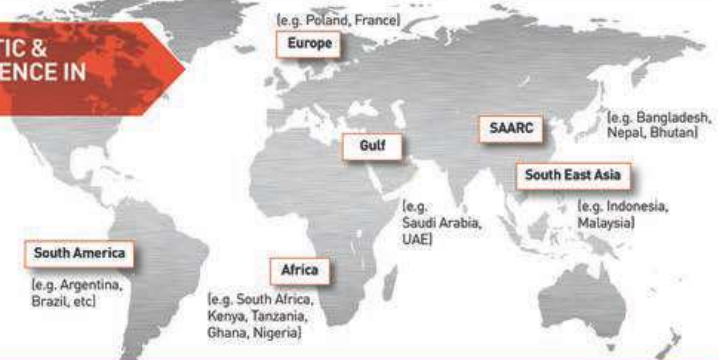 TIC &
ENCE IN
(e.g. Poland, France)
Europe
Gulf
(e.g.
Saudi Arabia,
UAE)
SAARC
(e.g. Bangladesh,
Nepal, Bhutan)
South East Asia
(e.g. Indonesia,
Malaysia)
South America
(e.g. Argentina,
Brazil, etc)
Africa
(e.g. South Africa,
Kenya, Tanzania,
Ghana, Nigeria)